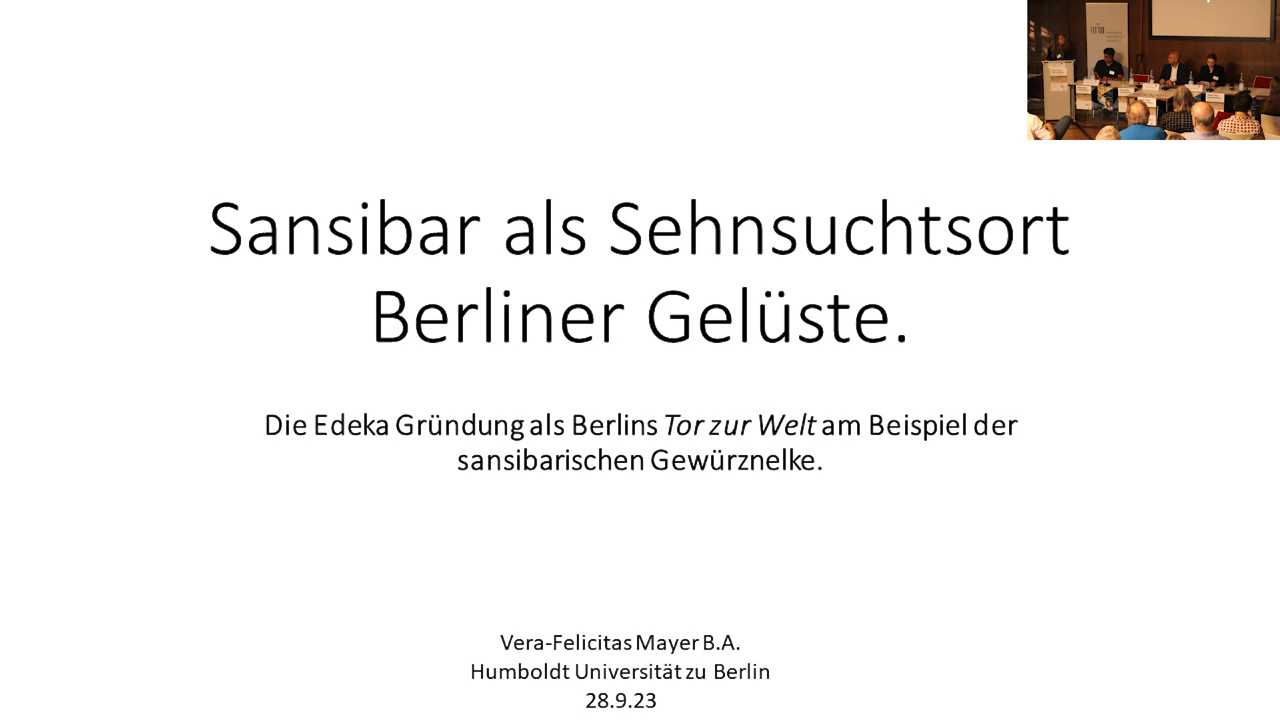 Sansibar als Sehnsuchtsort
Berliner Gelüste.
Die Edeka Gründung als Berlins Tor zur Welt am Beispiel der
sansibarischen Gewürznelke.
Vera-Felicitas Mayer B.A.
Humboldt Universität zu Berlin
28.9.23